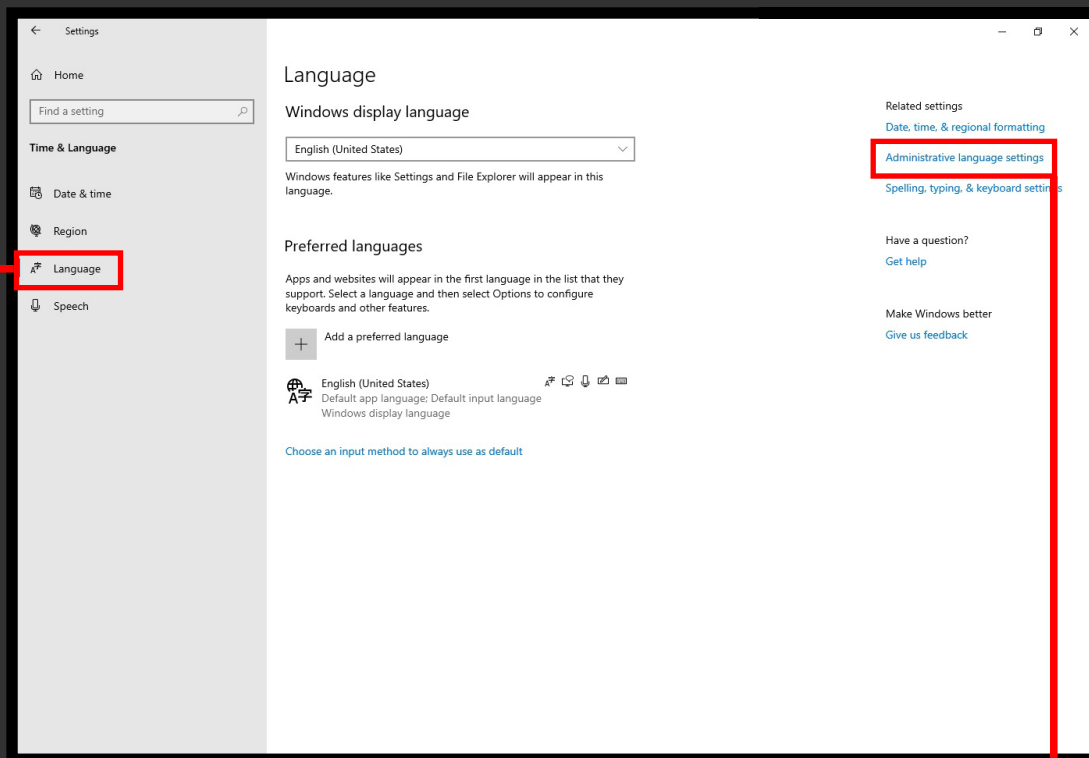 Settings
Home
Find a setting
Time & Language
Date & time
Region
Language
Speech
Language
Windows display language
English (United States)
Windows features like Settings and File Explorer will appear in this
language.
Preferred languages
Apps and websites will appear in the first language in the list that they
support. Select a language and then select Options to configure
keyboards and other features.
Add a preferred language
English (United States)
Default app language; Default input language
Windows display language
Choose an input method to always use as default
Related settings
Date, time, & regional formatting
Administrative language settings
Spelling, typing, & keyboard settings
Have a question?
Get help
Make Windows better
Give us feedback